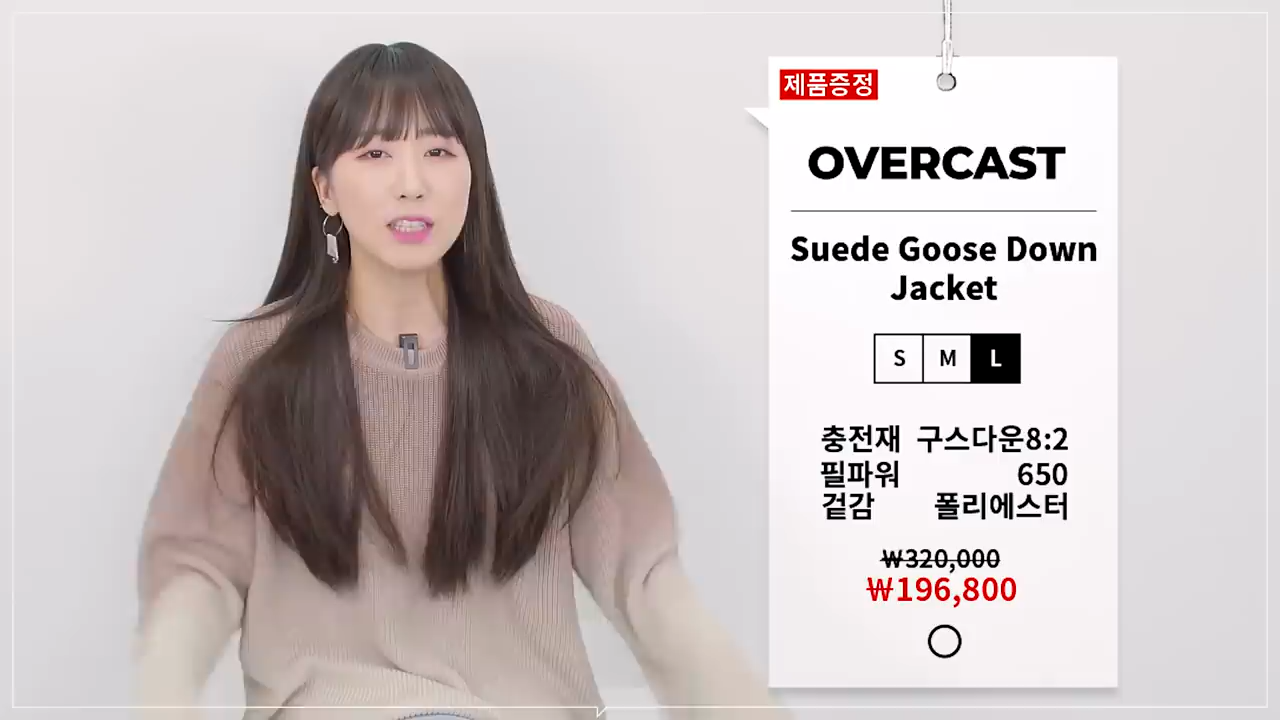 제품증정
OVERCAST
Suede Goose Down
Jacket
S M L
충전재 구스다운8:2
필파워 650
겉감 폴리에스터
₩320,000
₩196,800